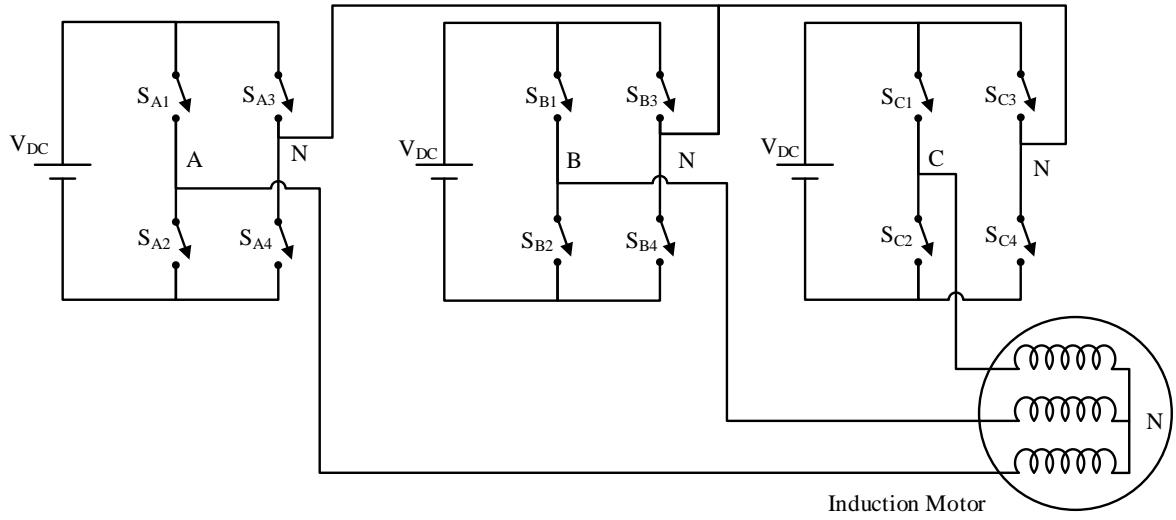 S_A1 S_A3 S_B1 S_B3 S_C1 S_C3
V_DC A N V_DC B N V_DC C N
S_A2 S_A4 S_B2 S_B4 S_C2 S_C4
N
Induction Motor